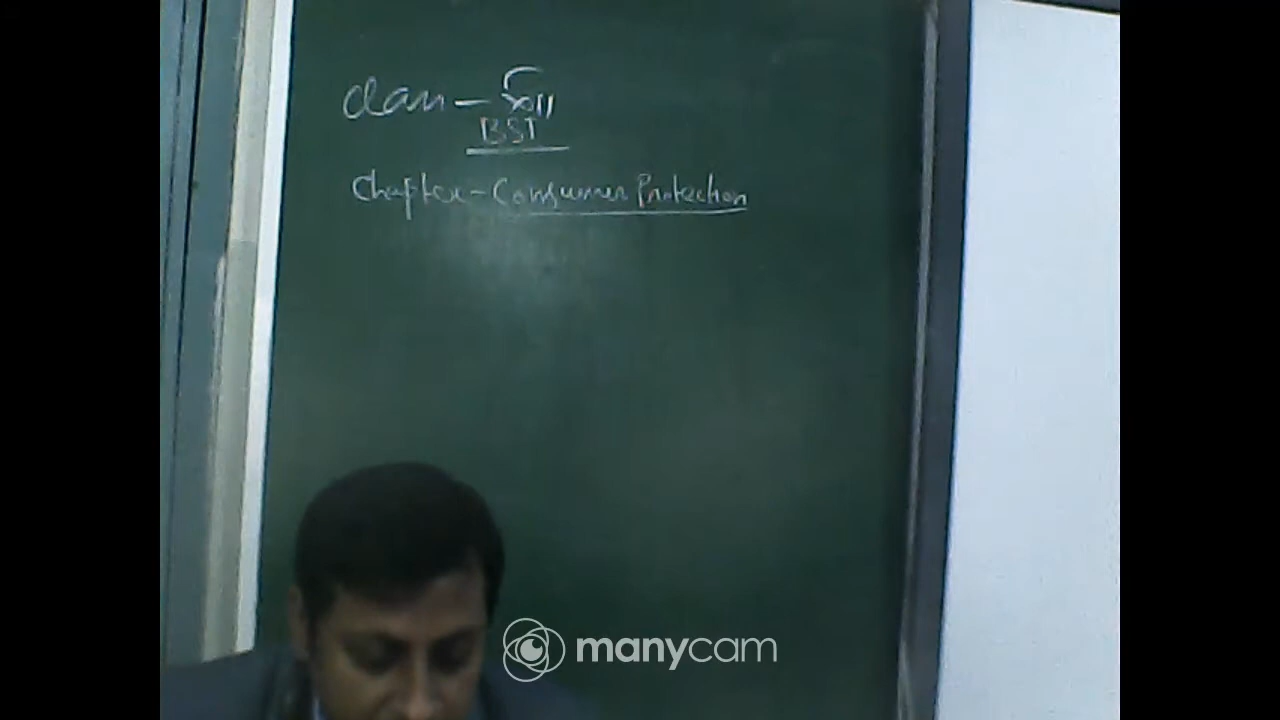 Class - XII
BST
Chapter - Consumer Protection
manycam